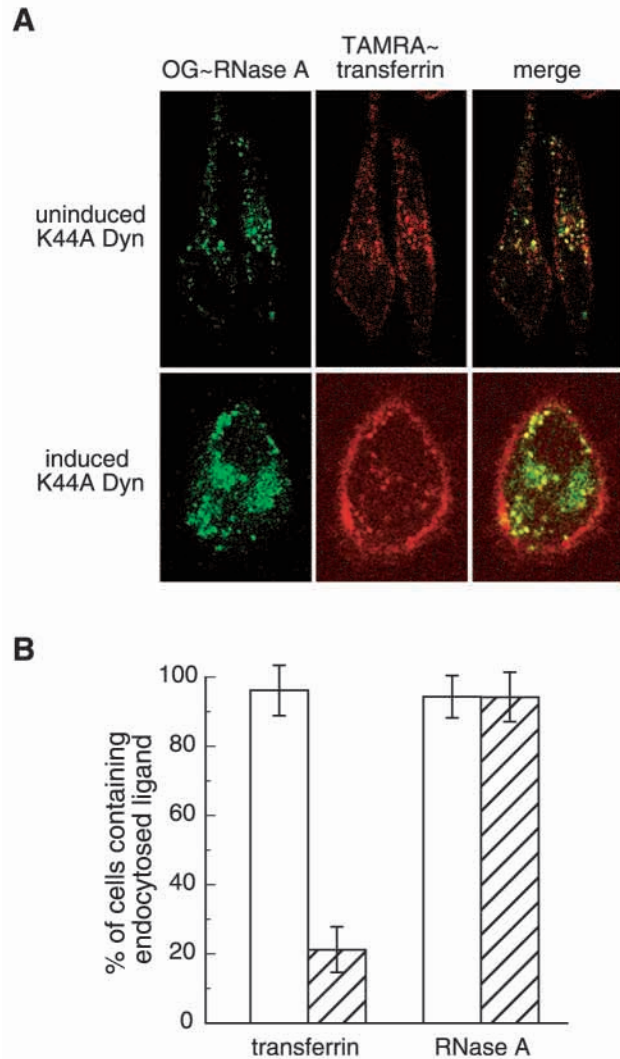 A
OG~RNase A
TAMRA~
transferrin
merge
uninduced
K44A Dyn
induced
K44A Dyn
B
% of cells containing
endocytosed ligand
100
80
60
40
20
0
transferrin
RNase A